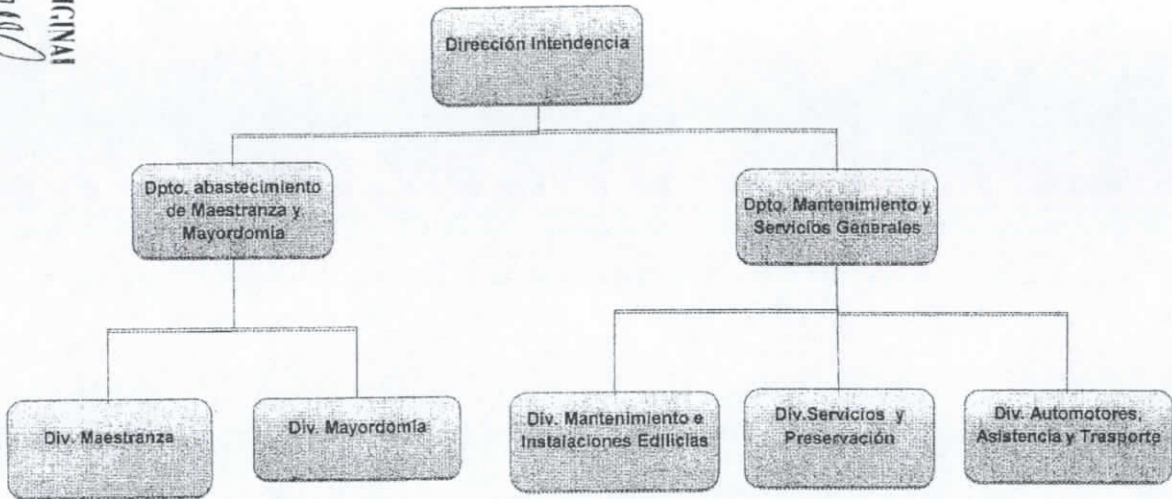 Dirección Intendencia
Dpto. abastecimiento
de Maestranza y
Mayordomía
Dpto. Mantenimiento y
Servicios Generales
Div. Maestranza
Div. Mayordomía
Div. Mantenimiento e
Instalaciones Edilicias
Div.Servicios y
Preservación
Div. Automotores,
Asistencia y Trasporte